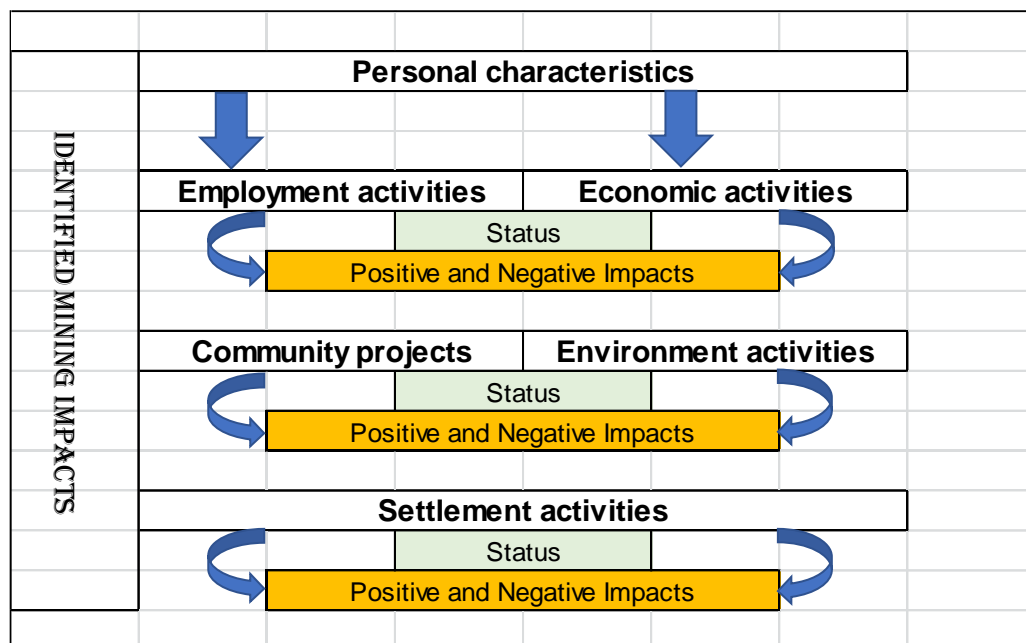 IDENTIFIED MINING IMPACTS
Personal characteristics
Employment activities
Economic activities
Status
Positive and Negative Impacts
Community projects
Environment activities
Status
Positive and Negative Impacts
Settlement activities
Status
Positive and Negative Impacts